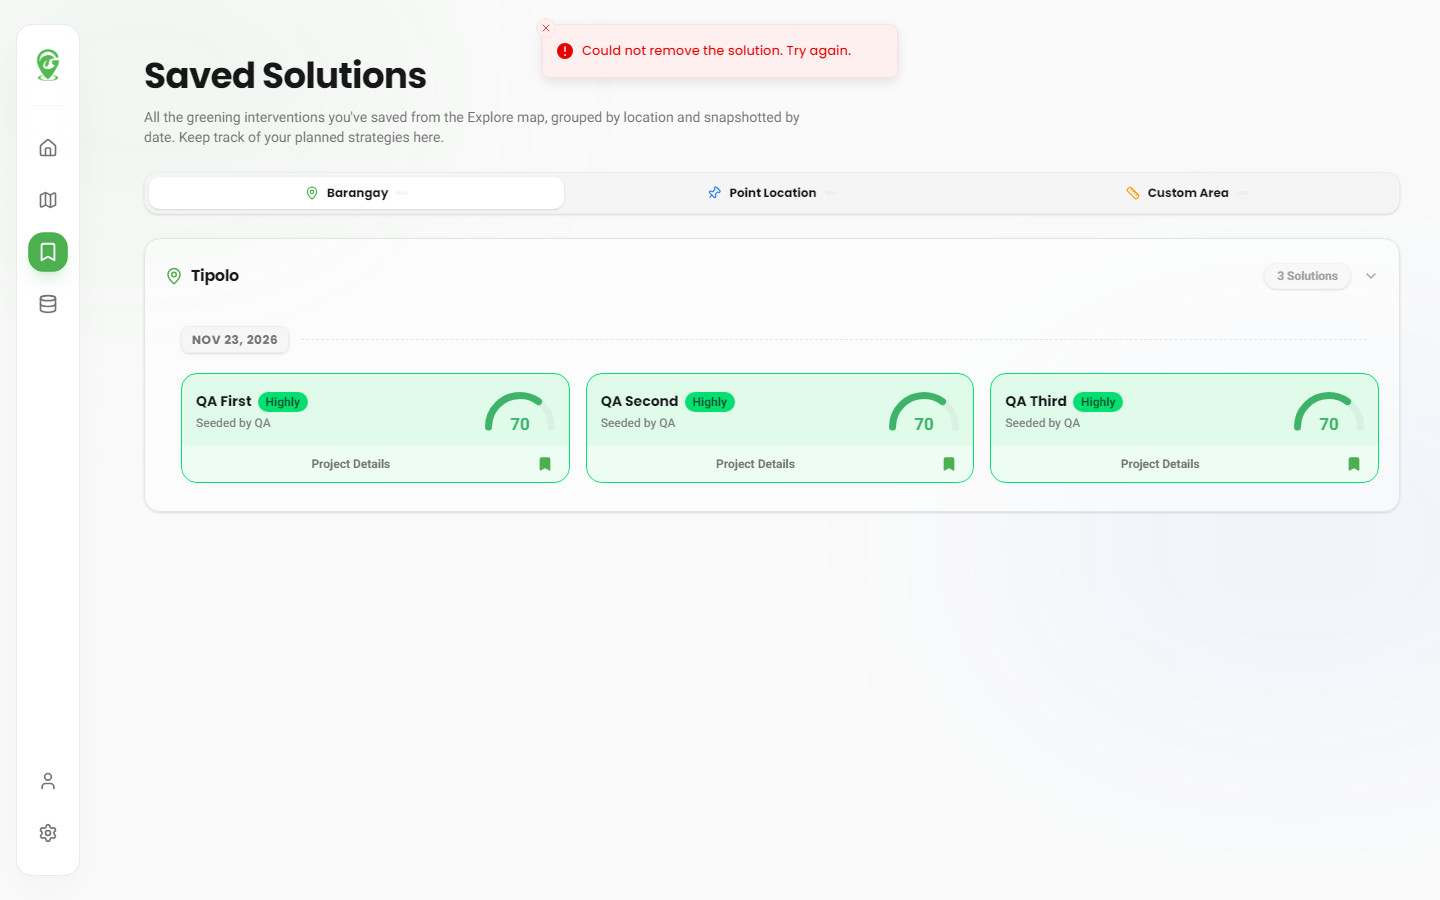 Could not remove the solution. Try again.
Saved Solutions
All the greening interventions you've saved from the Explore map, grouped by location and snapshotted by
date. Keep track of your planned strategies here.
Barangay
Point Location
Custom Area
Tipolo
3 Solutions
NOV 23, 2026
QA First Highly
Seeded by QA
70
Project Details
QA Second Highly
Seeded by QA
70
Project Details
QA Third Highly
Seeded by QA
70
Project Details